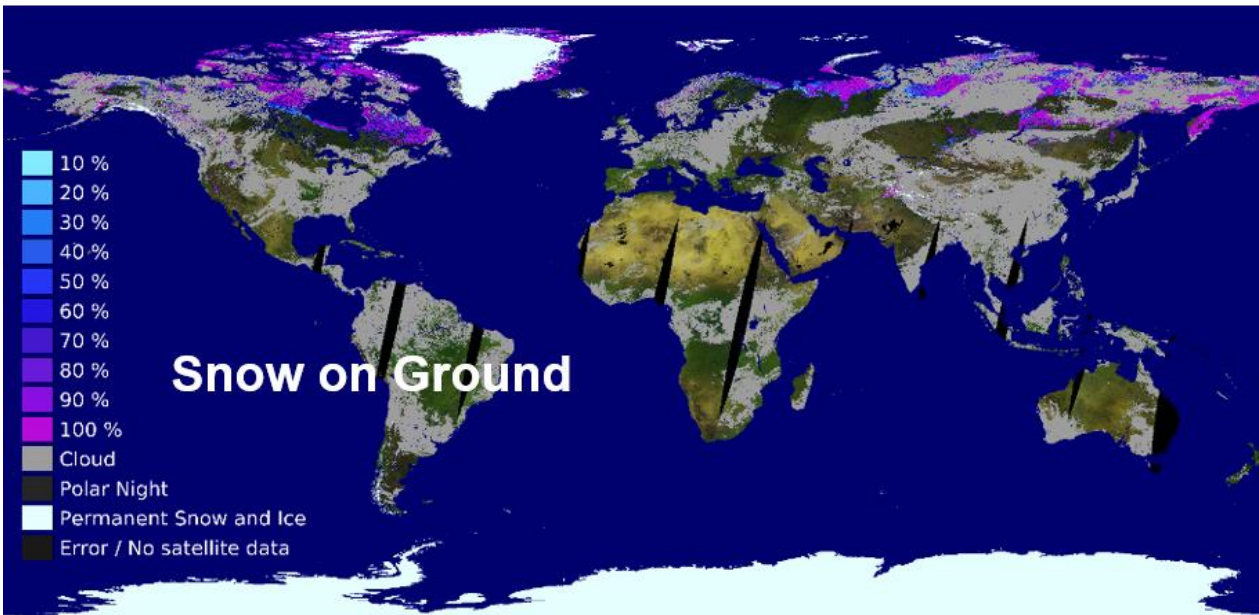 10 %
20 %
30 %
40 %
50 %
60 %
70 %
80 %
90 %
100 %
Cloud
Polar Night
Permanent Snow and Ice
Error / No satellite data
Snow on Ground